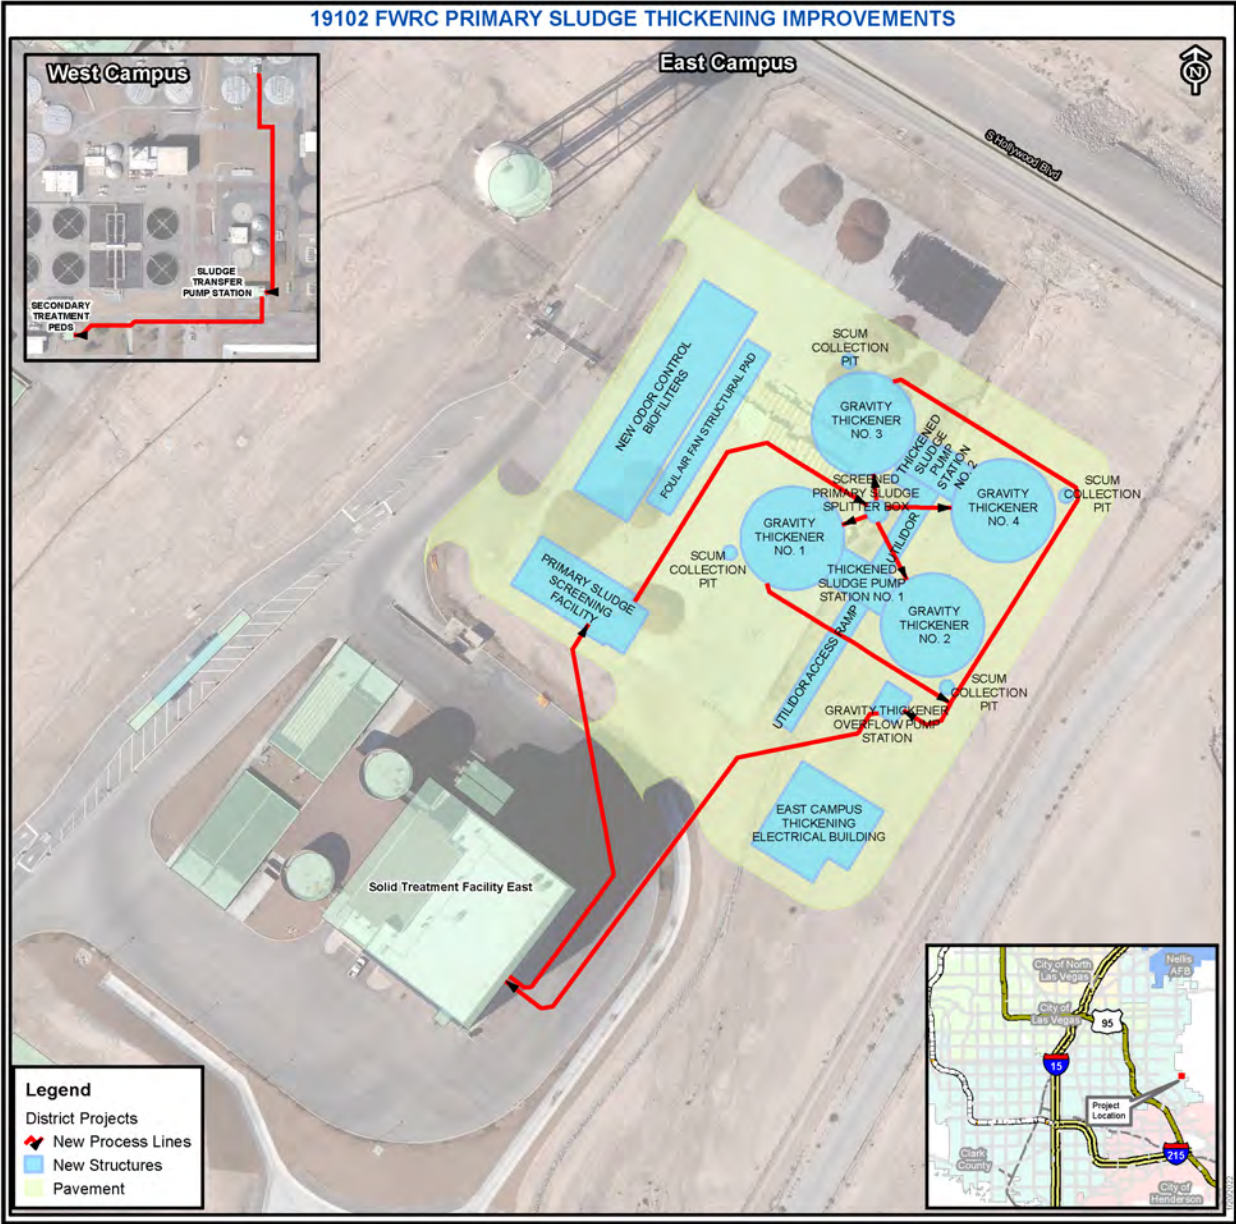 19102 FWRC PRIMARY SLUDGE THICKENING IMPROVEMENTS
West Campus
East Campus
N
S Hollywood Blvd
SLUDGE
TRANSFER
PUMP STATION
SECONDARY
TREATMENT
PEDS
NEW ODOR CONTROL
BIOFILITERS
FOUL AIR FAN STRUCTURAL PAD
SCUM
COLLECTION
PIT
GRAVITY
THICKENER
NO. 3
THICKENED
SLUDGE
PUMP
STATION
NO. 2
SCREENED
PRIMARY SLUDGE
SPLITTER BOX
GRAVITY
THICKENER
NO. 4
SCUM
COLLECTION
PIT
GRAVITY
THICKENER
NO. 1
UTILIDOR
SCUM
COLLECTION
PIT
THICKENED
SLUDGE PUMP
STATION NO. 1
PRIMARY SLUDGE
SCREENING
FACILITY
GRAVITY
THICKENER
NO. 2
UTILIDOR ACCESS RAMP
SCUM
COLLECTION
PIT
GRAVITY THICKENER
OVERFLOW PUMP
STATION
EAST CAMPUS
THICKENING
ELECTRICAL BUILDING
Solid Treatment Facility East
Legend
District Projects
New Process Lines
New Structures
Pavement
City of North
Las Vegas
Nellis
AFB
City of
Las Vegas
95
15
Project
Location
215
Clark
County
City of
Henderson